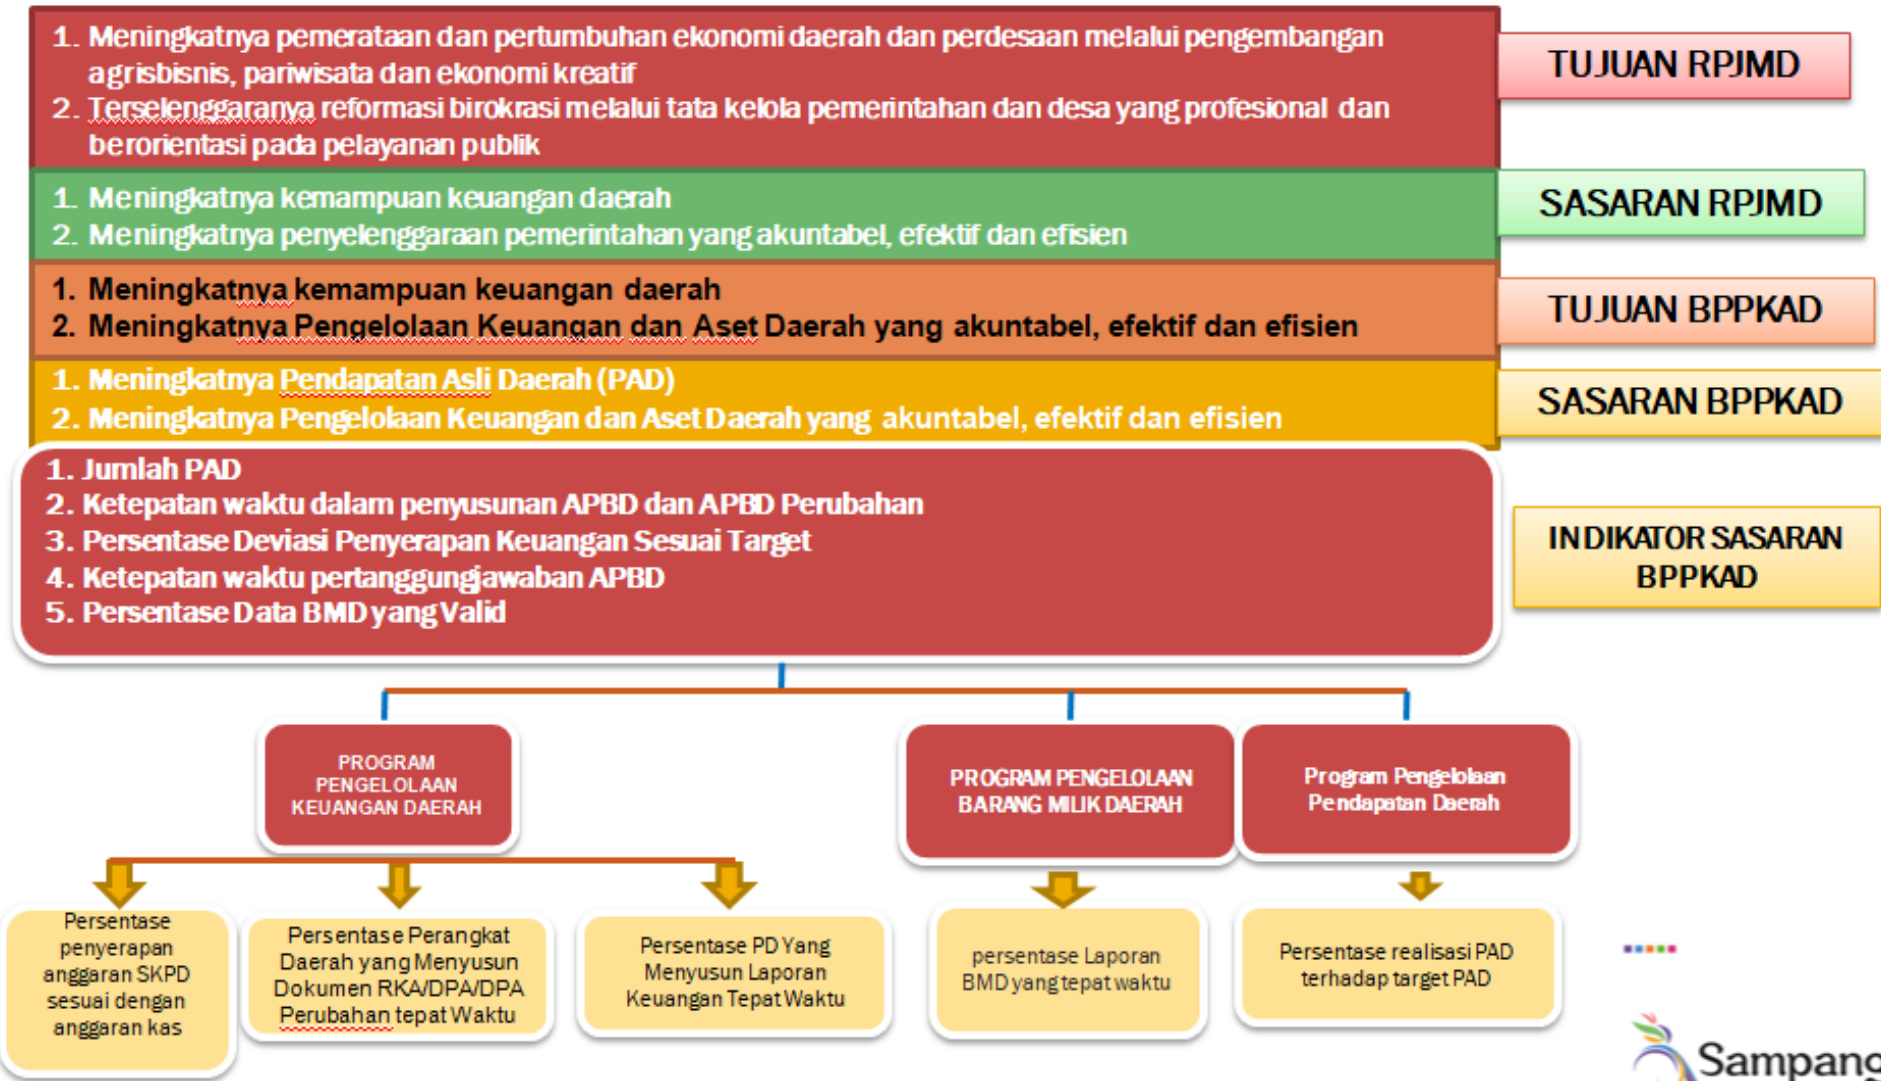 1. Meningkatnya pemerataan dan pertumbuhan ekonomi daerah dan perdesaan melalui pengembangan
agrisbisnis, pariwisata dan ekonomi kreatif
2. Terselenggaranya reformasi birokrasi melalui tata kelola pemerintahan dan desa yang profesional dan
berorientasi pada pelayanan publik
TUJUAN RPJMD
1. Meningkatnya kemampuan keuangan daerah
2. Meningkatnya penyelenggaraan pemerintahan yang akuntabel, efektif dan efisien
SASARAN RPJMD
1. Meningkatnya kemampuan keuangan daerah
2. Meningkatnya Pengelolaan Keuangan dan Aset Daerah yang akuntabel, efektif dan efisien
TUJUAN BPPKAD
1. Meningkatnya Pendapatan Asli Daerah (PAD)
2. Meningkatnya Pengelolaan Keuangan dan Aset Daerah yang akuntabel, efektif dan efisien
SASARAN BPPKAD
1. Jumlah PAD
2. Ketepatan waktu dalam penyusunan APBD dan APBD Perubahan
3. Persentase Deviasi Penyerapan Keuangan Sesuai Target
4. Ketepatan waktu pertanggungjawaban APBD
5. Persentase Data BMD yang Valid
INDIKATOR SASARAN
BPPKAD
PROGRAM
PENGELOLAAN
KEUANGAN DAERAH
PROGRAM PENGELOLAAN
BARANG MILIK DAERAH
Program Pengelolaan
Pendapatan Daerah
Persentase
penyerapan
anggaran SKPD
sesuai dengan
anggaran kas
Persentase Perangkat
Daerah yang Menyusun
Dokumen RKA/DPA/DPA
Perubahan tepat Waktu
Persentase PD Yang
Menyusun Laporan
Keuangan Tepat Waktu
persentase Laporan
BMD yang tepat waktu
Persentase realisasi PAD
terhadap target PAD
Sampang